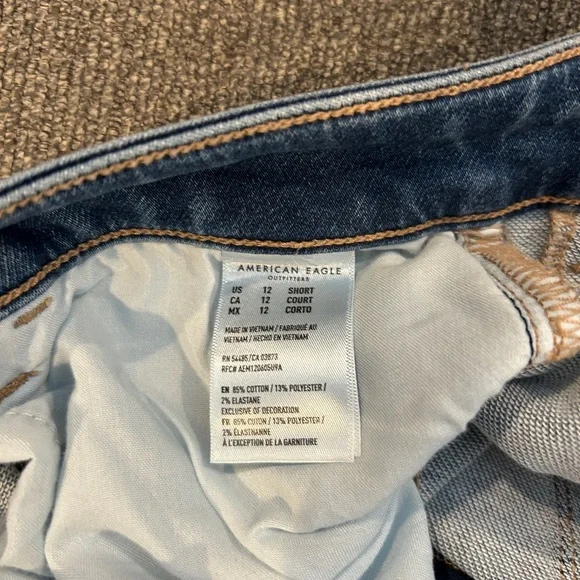 AMERICAN EAGLE
OUTFITTERS
US 12 SHORT
CA 12 COURT
MX 12 CORTO
MADE IN VIETNAM / FABRIQUÉ AU
VIETNAM / HECHO EN VIETNAM
RN 54485/CA 03873
RFC# AEM120605U9A
EN: 85% COTTON / 13% POLYESTER /
2% ELASTANE
EXCLUSIVE OF DECORATION
FR: 85% COTON / 13% POLYESTER /
2% ÉLASTHANNE
À L'EXCEPTION DE LA GARNITURE